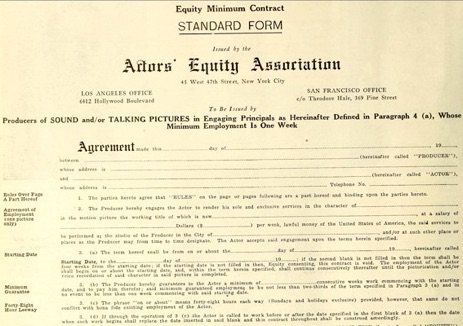 Equity Minimum Contract
STANDARD FORM
Issued by the
Actors' Equity Association
45 West 47th Street, New York City
LOS ANGELES OFFICE
6412 Hollywood Boulevard
SAN FRANCISCO OFFICE
c/o Theodore Hale, 369 Pine Street
To Be Issued by
Producers of SOUND and/or TALKING PICTURES in Engaging Principals as Hereinafter Defined in Paragraph 4 (a), Whose
Minimum Employment Is One Week
Agreement made this day of 19
between (hereinafter called "PRODUCER"),
whose address is
and (hereinafter called "ACTOR"),
whose address is Telephone No.
Rules Over Page
A Part Hereof
1. The parties hereto agree that "RULES" on the page or pages following are a part hereof and binding upon the parties hereto.
Agreement of
Employment
(one picture
only)
2. The Producer hereby engages the Actor to render his sole and exclusive services in the character of
in the motion picture the working title of which is now at a salary of
Dollars ($ ) per week, lawful money of the United States of America, the said services to
be performed at the studio of the Producer in the City of and/or at such other place or
places as the Producer may from time to time designate. The Actor accepts said engagement upon the terms herein specified.
Starting Date
3. (a) The term hereof shall be from on or about the day of 19 , hereinafter called
Starting Date, to the day of 19 , if the second blank is not filled in then the term shall be
four weeks from the starting date; if the starting date is not filled in, then Equity consenting, this contract is void. The employment of the Actor
shall begin on or about the starting date, and, within the term herein specified, shall continue consecutively thereafter until the portraiture and/or
voice recordation of said character in said picture is completed.
Minimum
Guarantee
(b) The Producer hereby guarantees to the Actor a minimum of consecutive weeks commencing with the starting
date, and to pay him therefor; said minimum guaranteed employment to be not less than two-thirds of the term specified in Paragraph 3 (a) and in
no event to be less than one week commencing with the starting date.
Forty-Eight
Hour Leeway
(c) The phrase "on or about" means forty-eight hours each way (Sundays and holidays exclusive) provided, however, that same do not
conflict with bona fide existing employment of the Actor.
(d) If through the operation of 3 (c) the Actor is called to work before or after the date specified in the first blank of 3 (a) then the date
when such work begins shall replace the date inserted in said blank and this contract throughout shall be construed accordingly.